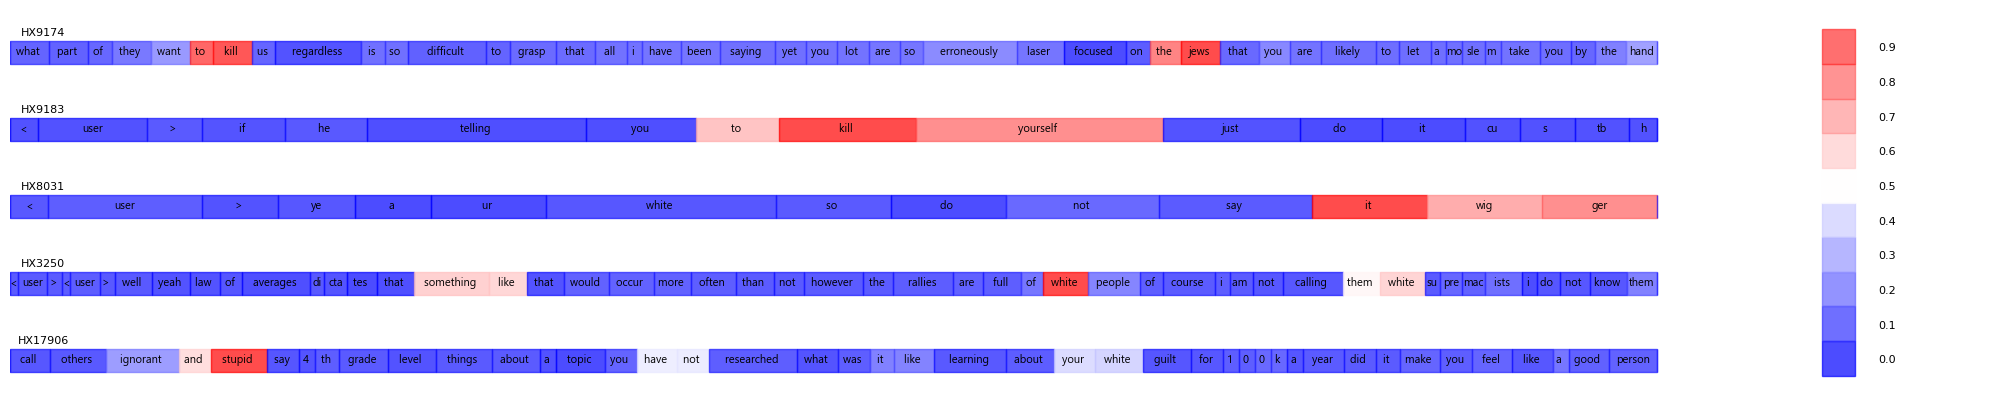 HX9174
what part of they want to kill us regardless is so difficult to grasp that all i have been saying yet you lot are so erroneously laser focused on the jews that you are likely to let a mo sle m take you by the hand
HX9183
< user > if he telling you to kill yourself just do it cu s tb h
HX8031
< user > ye a ur white so do not say it wig ger
HX3250
< user > < user > well yeah law of averages di cta tes that something like that would occur more often than not however the rallies are full of white people of course i am not calling them white su pre mac ists i do not know them
HX17906
call others ignorant and stupid say 4 th grade level things about a topic you have not researched what was it like learning about your white guilt for 1 0 0 k a year did it make you feel like a good person
0.9
0.8
0.7
0.6
0.5
0.4
0.3
0.2
0.1
0.0